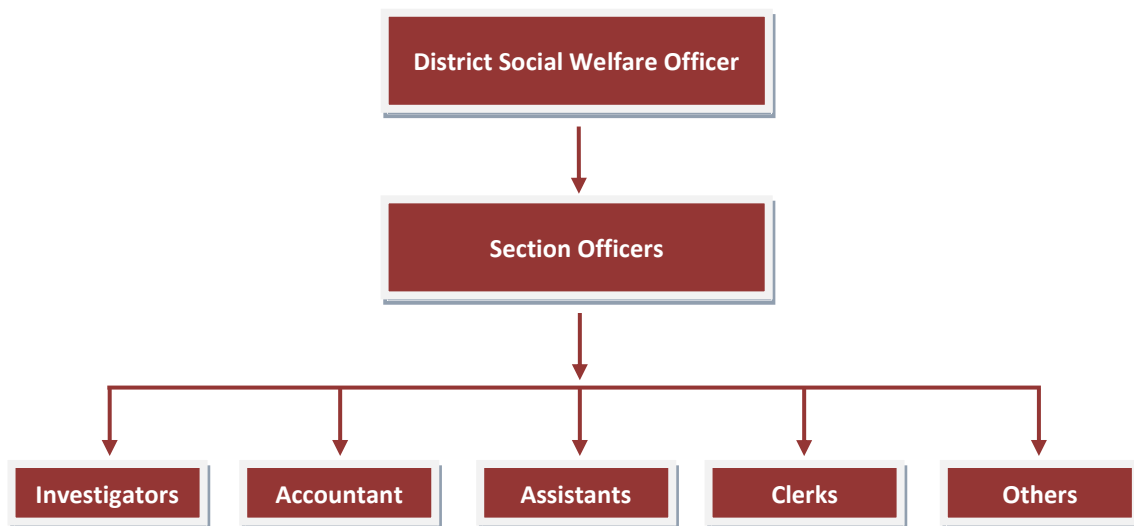 District Social Welfare Officer
Section Officers
Investigators
Accountant
Assistants
Clerks
Others